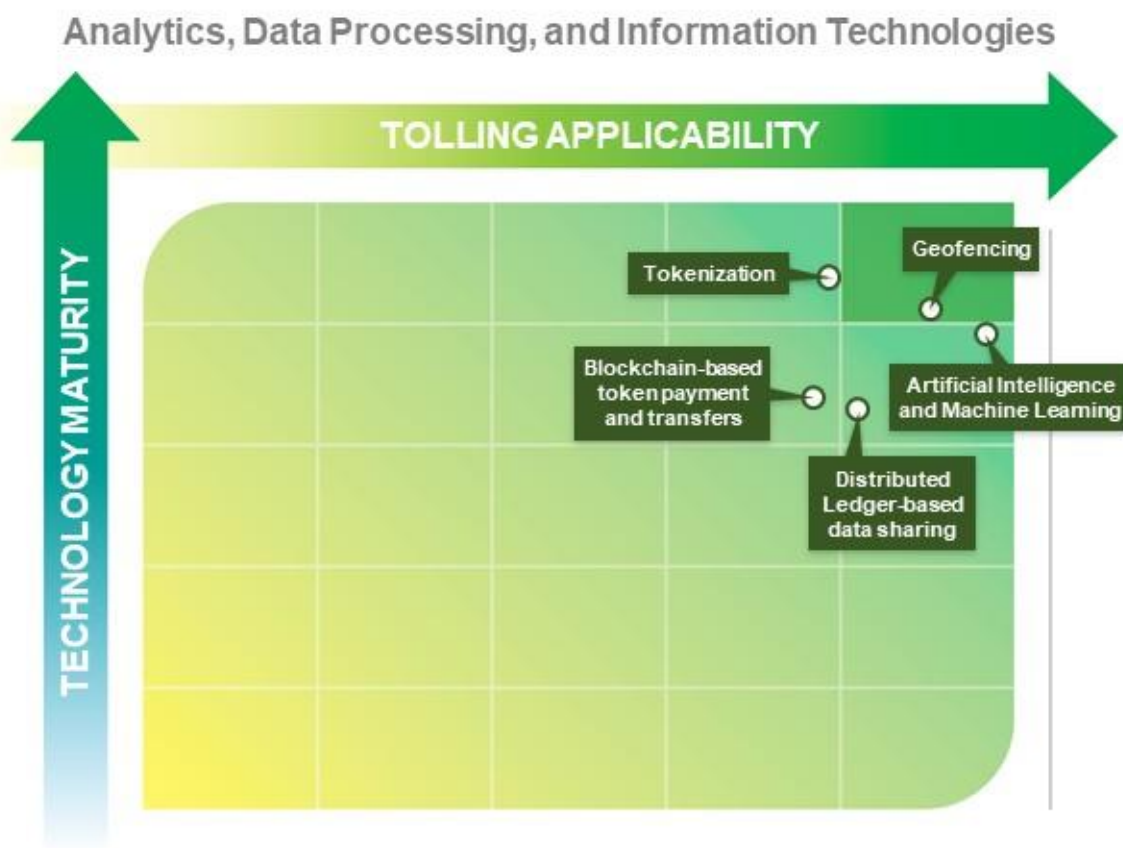 Analytics, Data Processing, and Information Technologies
TOLLING APPLICABILITY
TECHNOLOGY MATURITY
Geofencing
Tokenization
Blockchain-based
token payment
and transfers
Artificial Intelligence
and Machine Learning
Distributed
Ledger-based
data sharing